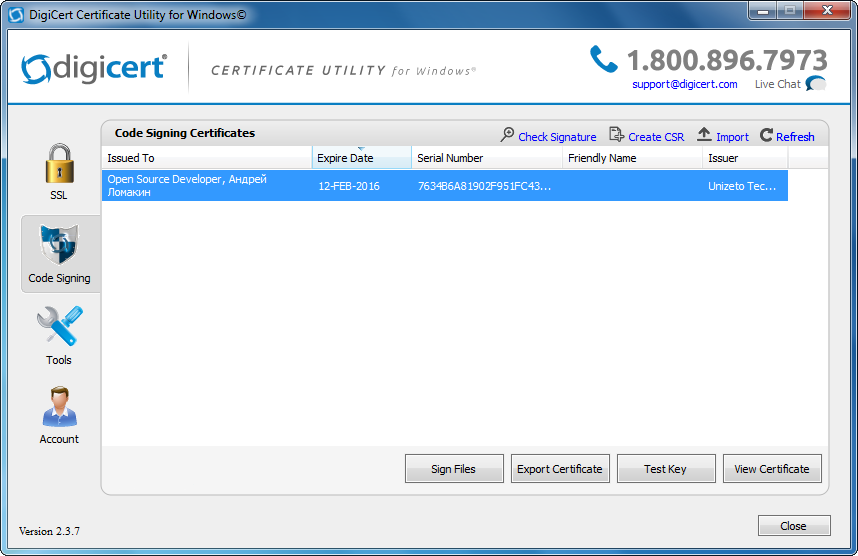 DigiCert Certificate Utility for Windows©
digicert®
CERTIFICATE UTILITY for Windows®
1.800.896.7973
support@digicert.com Live Chat
Code Signing Certificates
Check Signature Create CSR Import Refresh
Issued To Expire Date Serial Number Friendly Name Issuer
Open Source Developer, Андрей
Ломакин
12-FEB-2016 7634B6A81902F951FC43... Unizeto Tec...
SSL
Code Signing
Tools
Account
Sign Files Export Certificate Test Key View Certificate
Version 2.3.7
Close